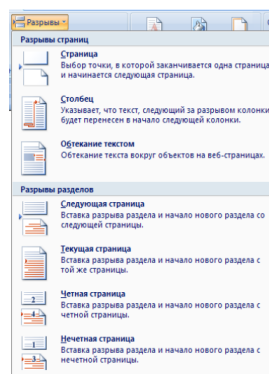 Разрывы
Разрывы страниц
Страница
Выбор точки, в которой заканчивается одна страница
и начинается следующая страница.
Столбец
Указывает, что текст, следующий за разрывом колонки
будет перенесен в начало следующей колонки.
Обтекание текстом
Обтекание текста вокруг объектов на веб-страницах.
Разрывы разделов
Следующая страница
Вставка разрыва раздела и начало нового раздела со
следующей страницы.
Текущая страница
Вставка разрыва раздела и начало нового раздела с
той же страницы.
Четная страница
Вставка разрыва раздела и начало нового раздела с
четной страницы.
Нечетная страница
Вставка разрыва раздела и начало нового раздела с
нечетной страницы.